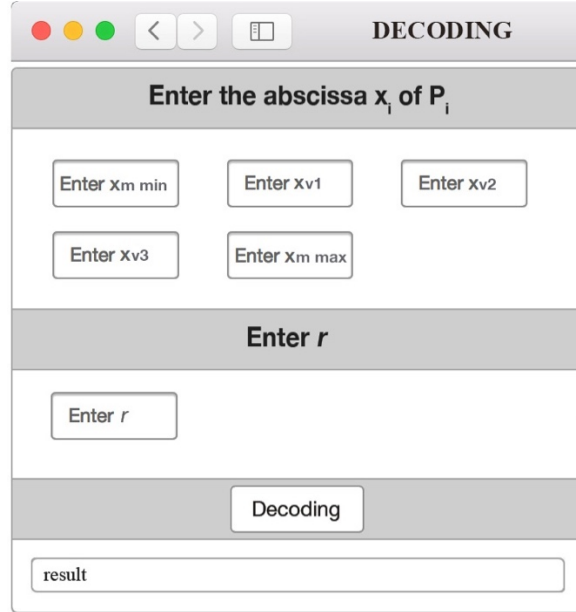 DECODING
Enter the abscissa xᵢ of Pᵢ
Enter xm min Enter xv1 Enter xv2
Enter xv3 Enter xm max
Enter r
Enter r
Decoding
result